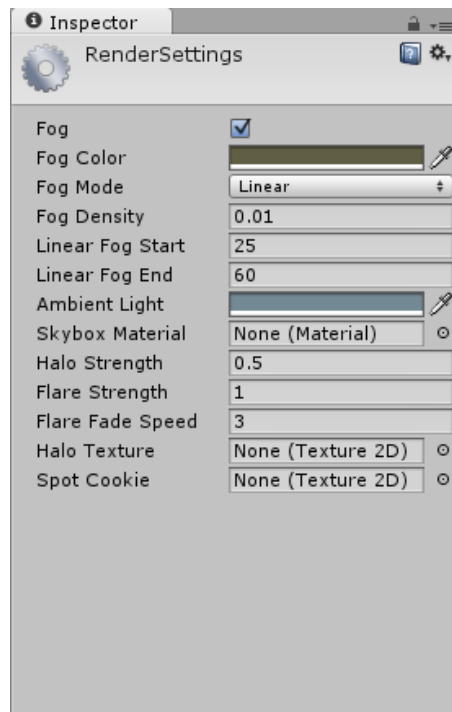 Inspector
RenderSettings
Fog
Fog Color
Fog Mode Linear
Fog Density 0.01
Linear Fog Start 25
Linear Fog End 60
Ambient Light
Skybox Material None (Material)
Halo Strength 0.5
Flare Strength 1
Flare Fade Speed 3
Halo Texture None (Texture 2D)
Spot Cookie None (Texture 2D)